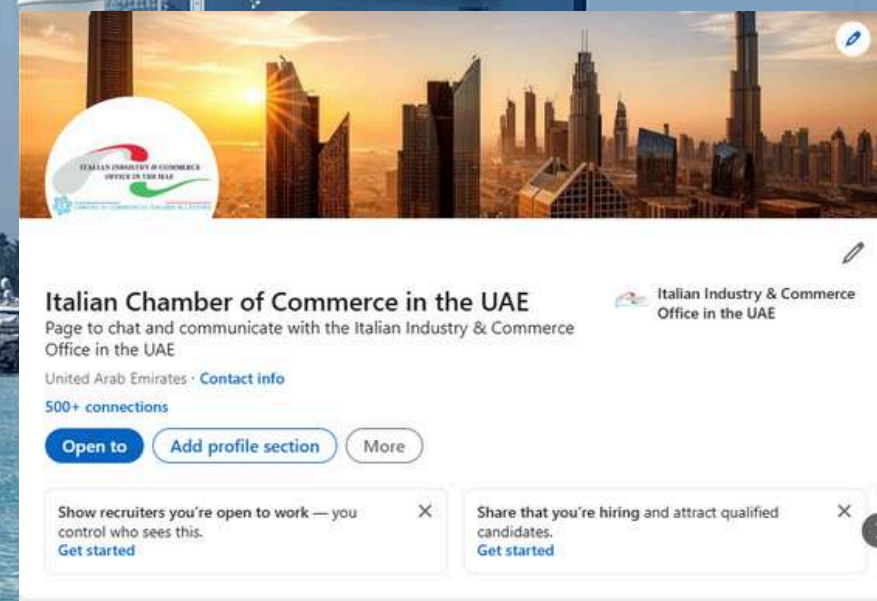 ITALIAN INDUSTRY & COMMERCE
OFFICE IN THE UAE
Italian Chamber of Commerce in the UAE
Page to chat and communicate with the Italian Industry & Commerce
Office in the UAE
United Arab Emirates · Contact info
500+ connections
Open to
Add profile section
More
Italian Industry & Commerce
Office in the UAE
Show recruiters you're open to work — you
control who sees this.
Get started
Share that you're hiring and attract qualified
candidates.
Get started